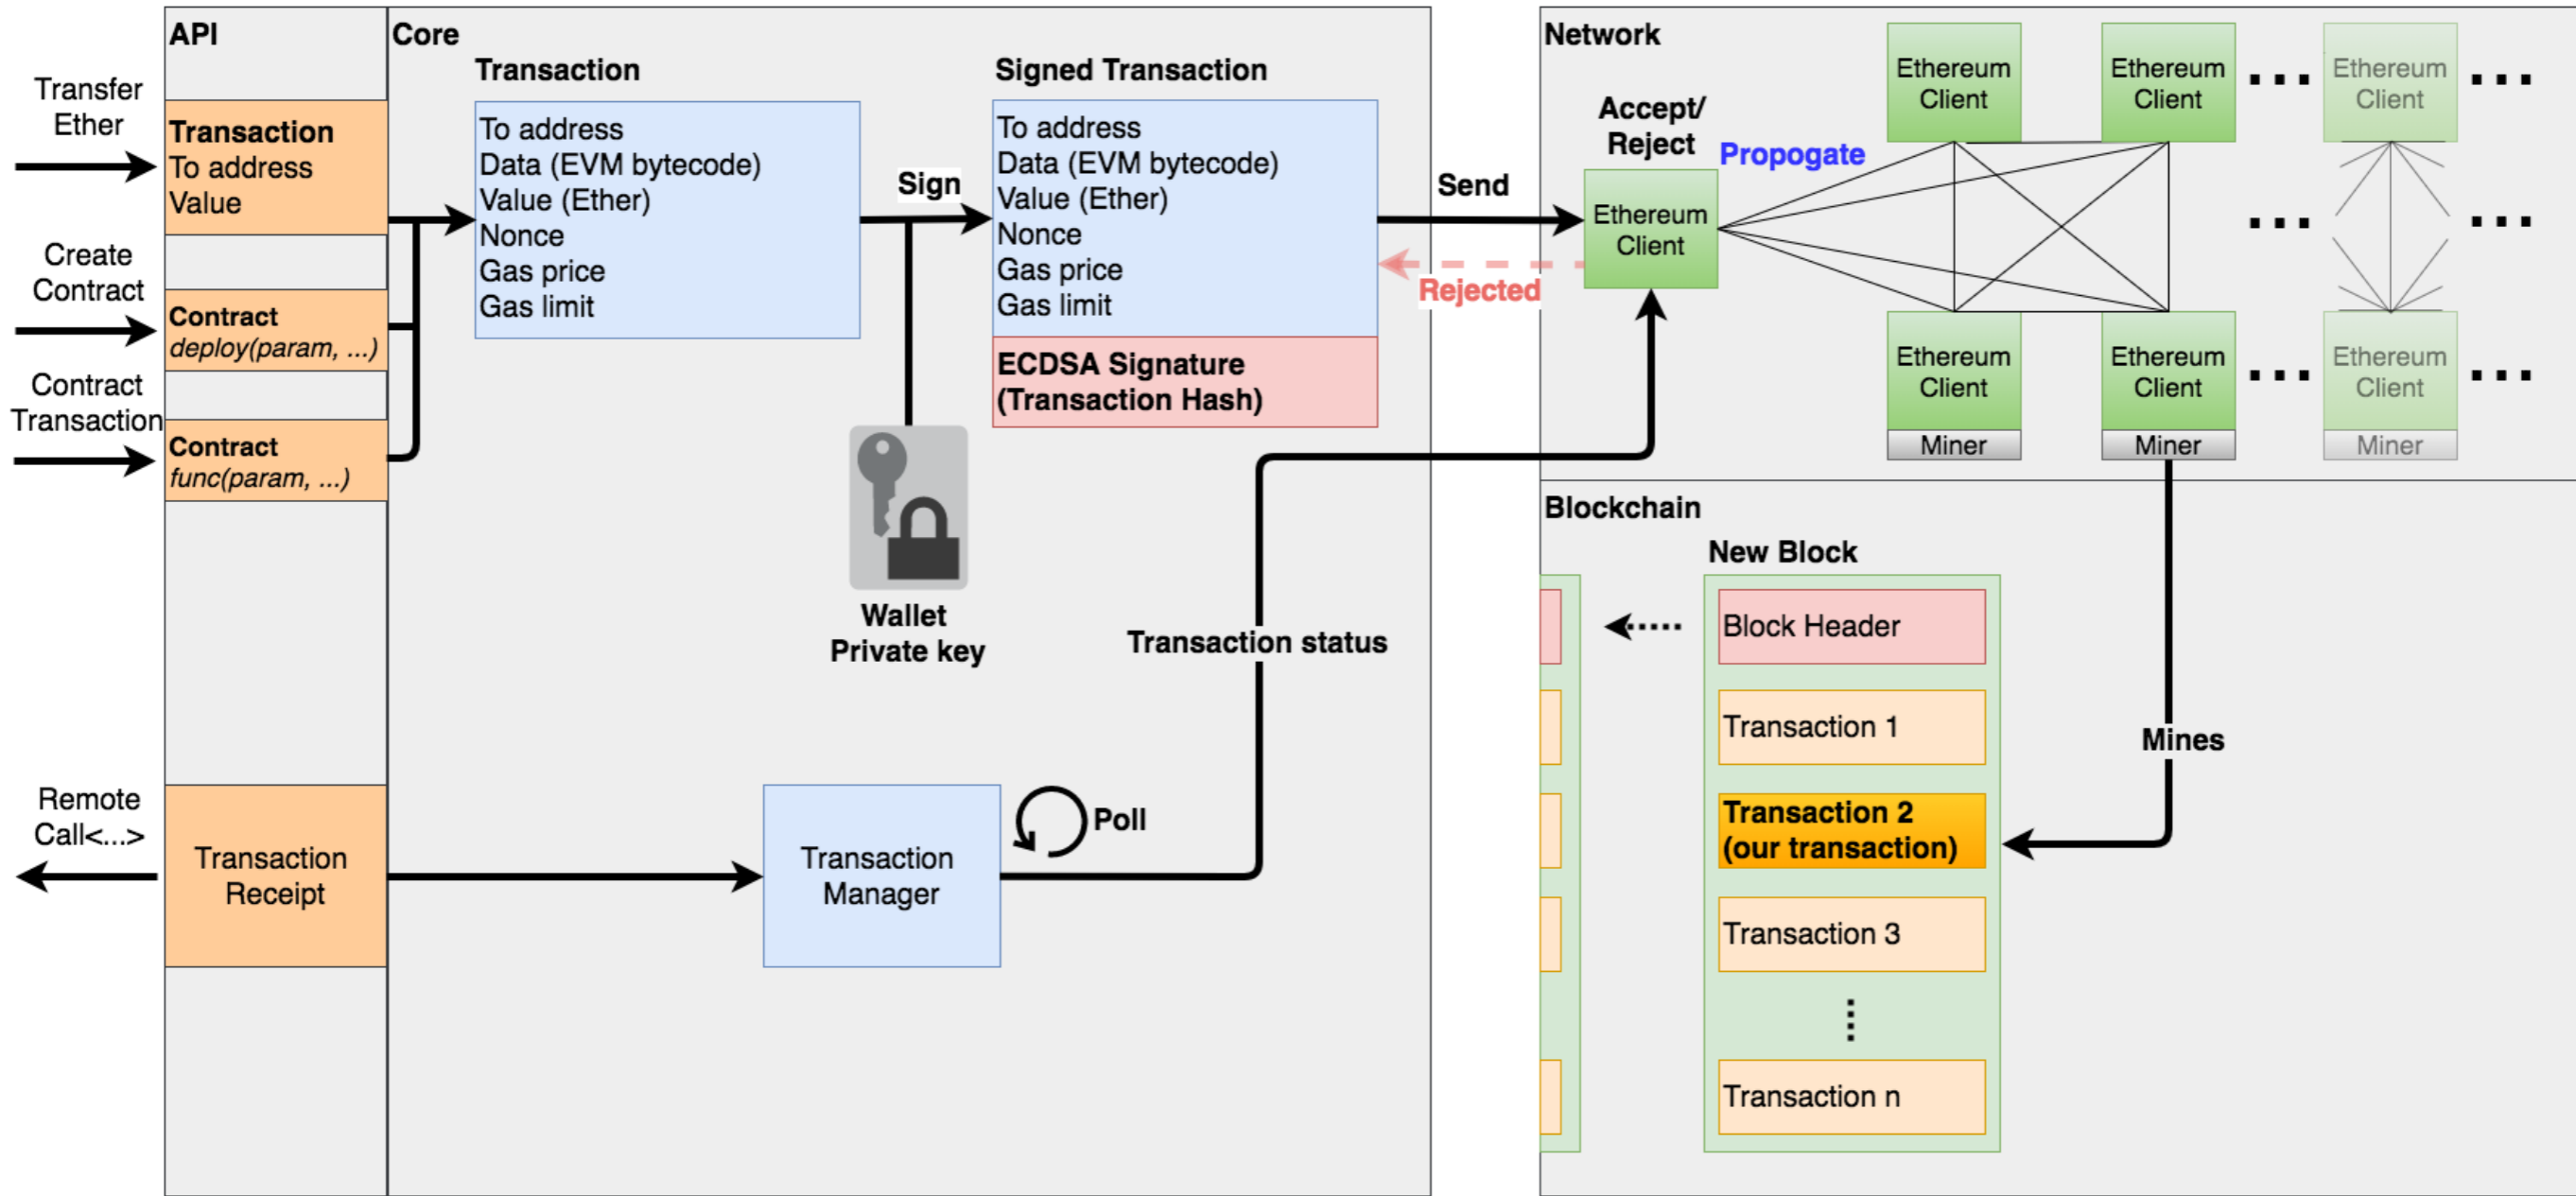 API
Core
Network
Transfer
Ether
Transaction
To address
Value
Create
Contract
Contract
deploy(param, ...)
Contract
Transaction
Contract
func(param, ...)
Transaction
To address
Data (EVM bytecode)
Value (Ether)
Nonce
Gas price
Gas limit
Sign
Wallet
Private key
Signed Transaction
To address
Data (EVM bytecode)
Value (Ether)
Nonce
Gas price
Gas limit
ECDSA Signature
(Transaction Hash)
Send
Rejected
Accept/
Reject
Ethereum
Client
Propogate
Ethereum
Client
Ethereum
Client
...
Ethereum
Client
...
...
...
Ethereum
Client
Miner
Ethereum
Client
Miner
...
Ethereum
Client
Miner
...
Remote
Call<...>
Transaction
Receipt
Transaction
Manager
Poll
Transaction status
Blockchain
New Block
Block Header
Transaction 1
Transaction 2
(our transaction)
Transaction 3
Transaction n
Mines